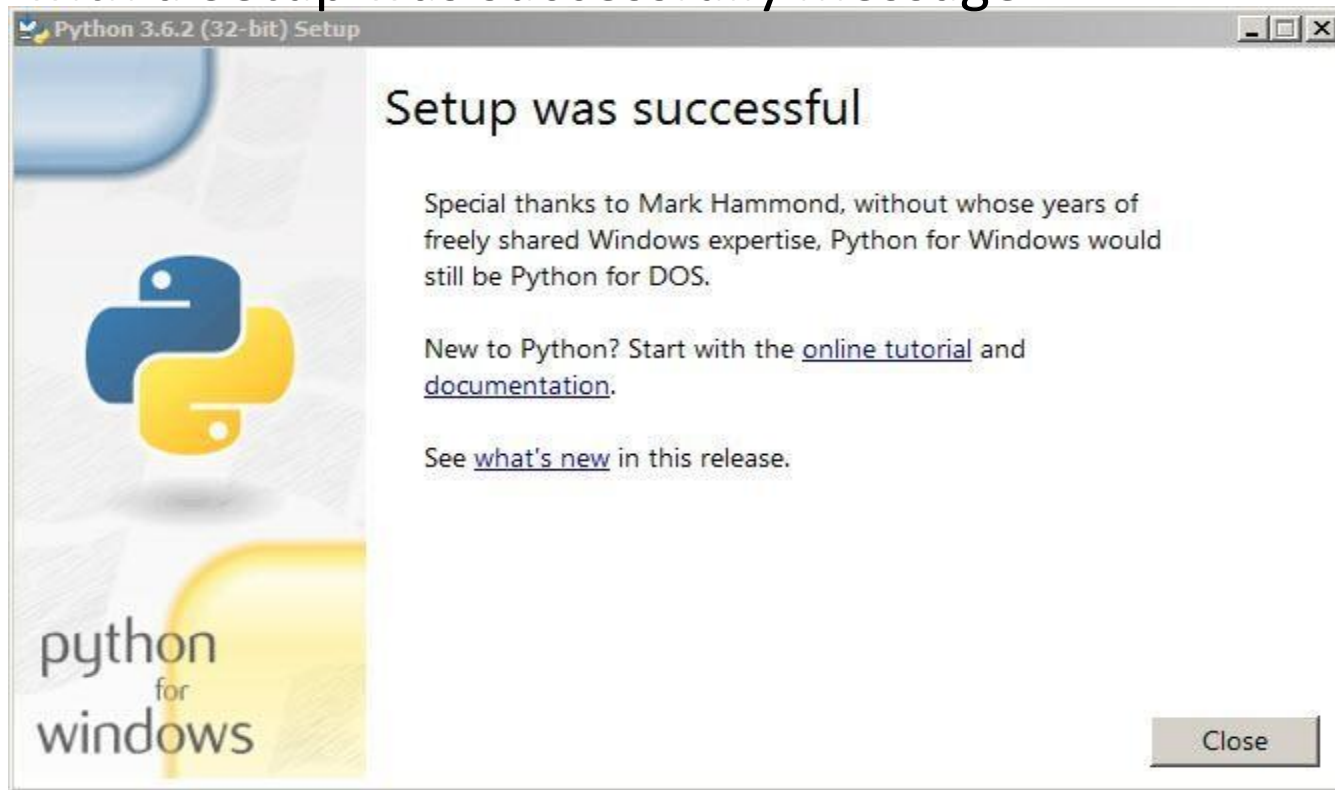 Python 3.6.2 (32-bit) Setup
Setup was successful
Special thanks to Mark Hammond, without whose years of
freely shared Windows expertise, Python for Windows would
still be Python for DOS.
New to Python? Start with the online tutorial and
documentation.
See what's new in this release.
python
for
windows
Close